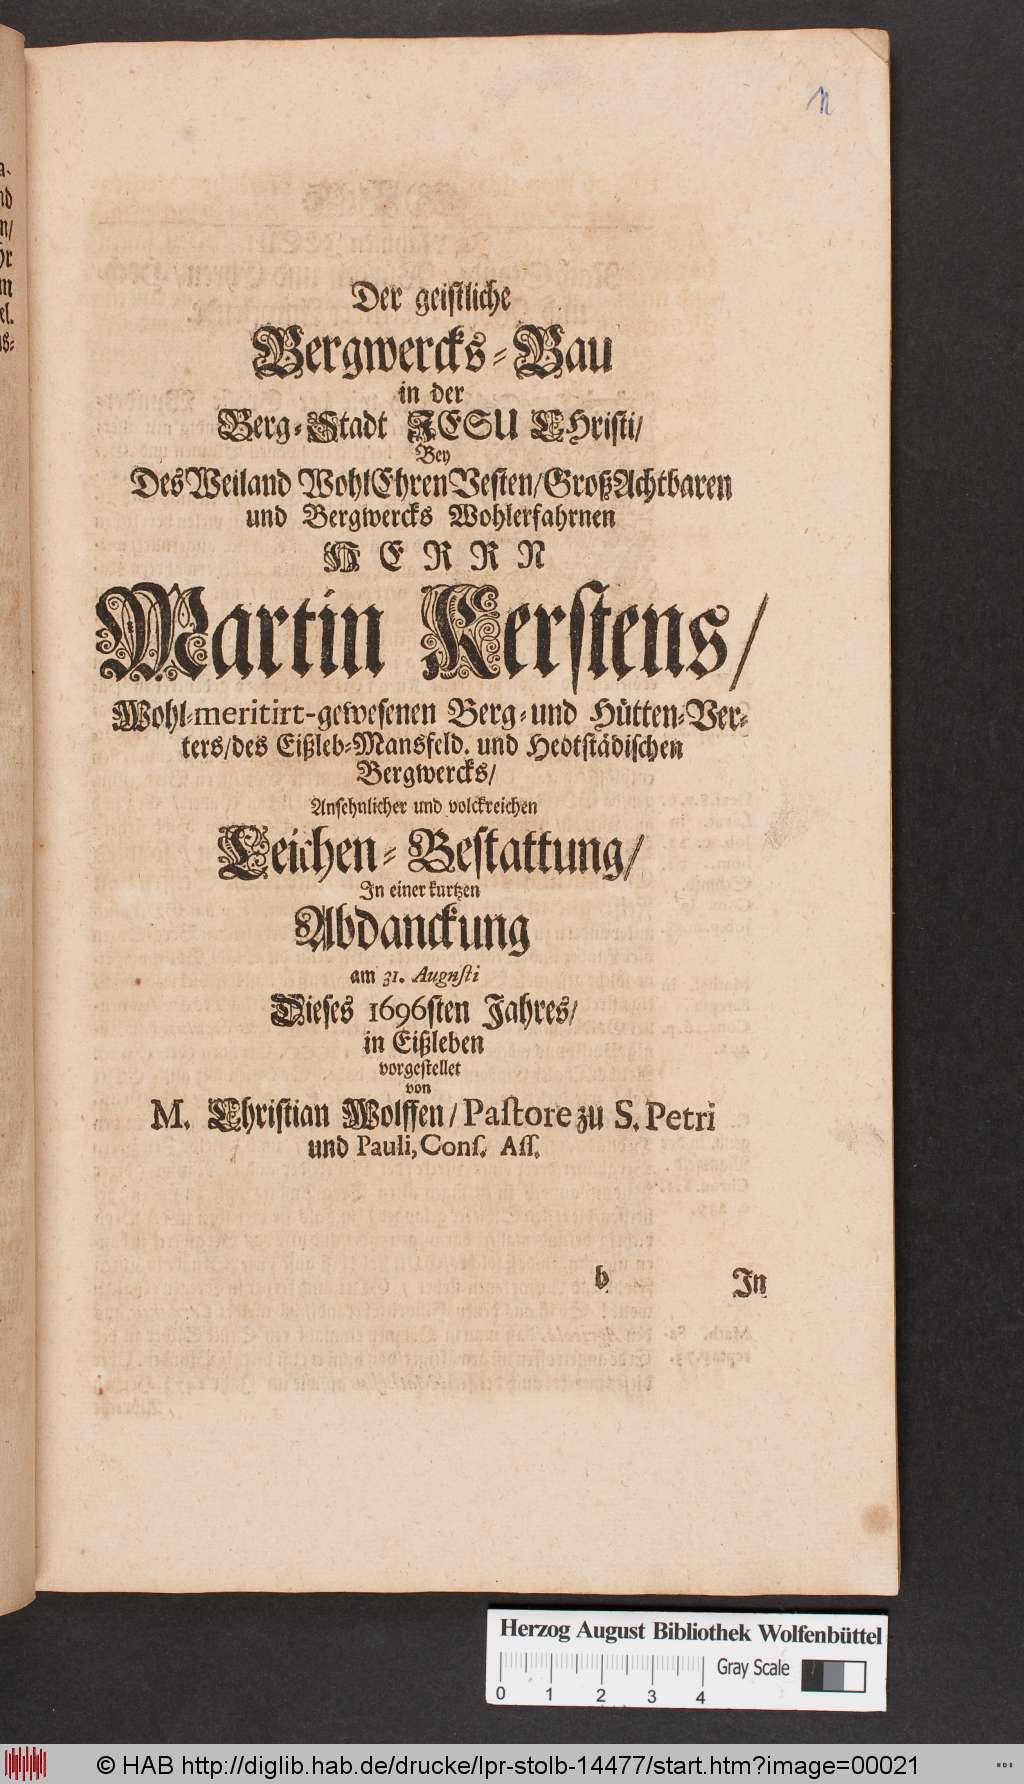 n
Der geistliche
Bergwercks-Bau
in der
Berg-Stadt JESU CHristi/
Bey
Des Weiland WohlEhrenVesten/GroßAchtbaren
und Bergwercks Wohlerfahrnen
HERRN
Martin Kerstens/
Wohl-meritirt-gewesenen Berg-und Hütten-Ver-
ters/des Eißleb-Mansfeld. und Hedtstädischen
Bergwercks/
Ansehnlicher und volckreichen
Leichen-Bestattung/
In einer kurtzen
Abdanckung
am 31. Augnsti
Dieses 1696sten Jahres/
in Eißleben
vorgestellet
von
M. Christian Wolffen/Pastore zu S. Petri
und Pauli, Cons. Ass.
b In
Herzog August Bibliothek Wolfenbüttel
Gray Scale
0 1 2 3 4
© HAB http://diglib.hab.de/drucke/lpr-stolb-14477/start.htm?image=00021